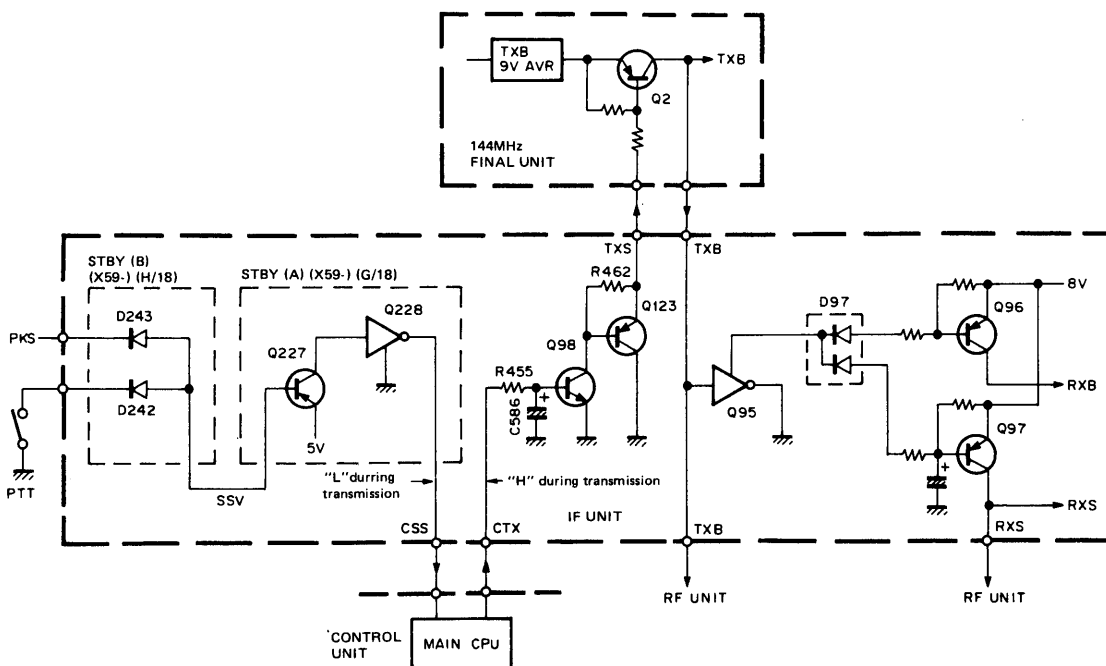 TXB
9V AVR
TXB
Q2
144MHz
FINAL UNIT
TXS
TXB
STBY (B)
(X59-) (H/18)
STBY (A) (X59-) (G/18)
R462
D97
8V
D243
Q228
Q123
Q96
PKS
Q227
Q98
R455
RXB
D242
C586
+
Q95
Q97
5V
+
PTT
"L" durring
transmission
"H" during transmission
RXS
SSV
IF UNIT
CSS
CTX
TXB
RXS
RF UNIT
RF UNIT
CONTROL
UNIT
MAIN CPU